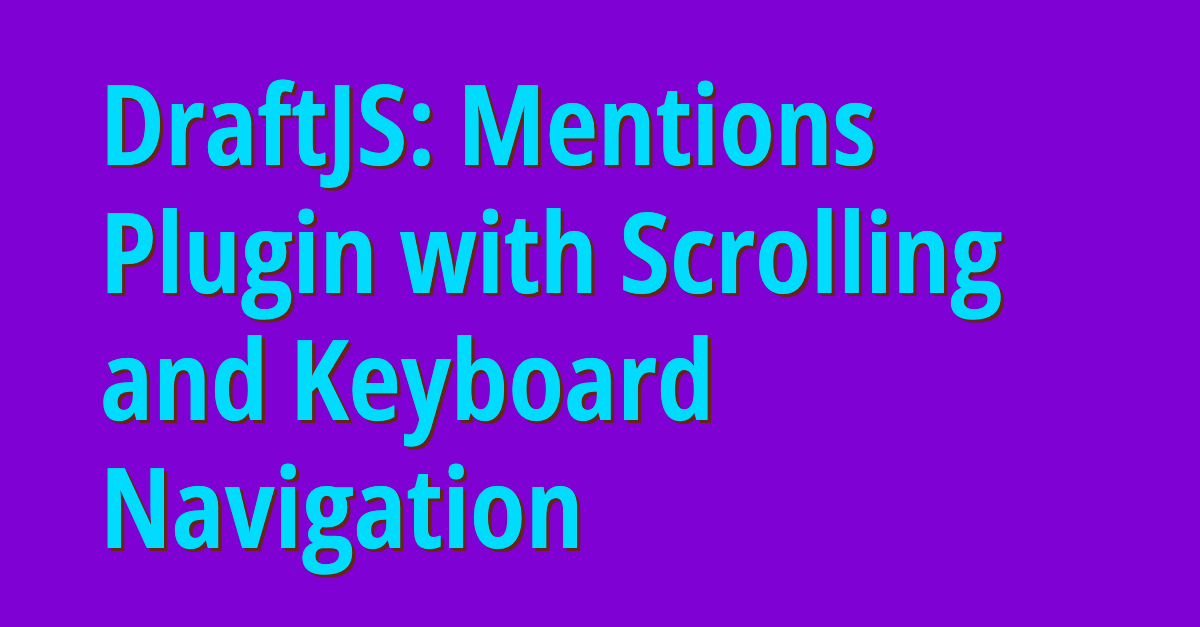 DraftJS: Mentions
Plugin with Scrolling
and Keyboard
Navigation